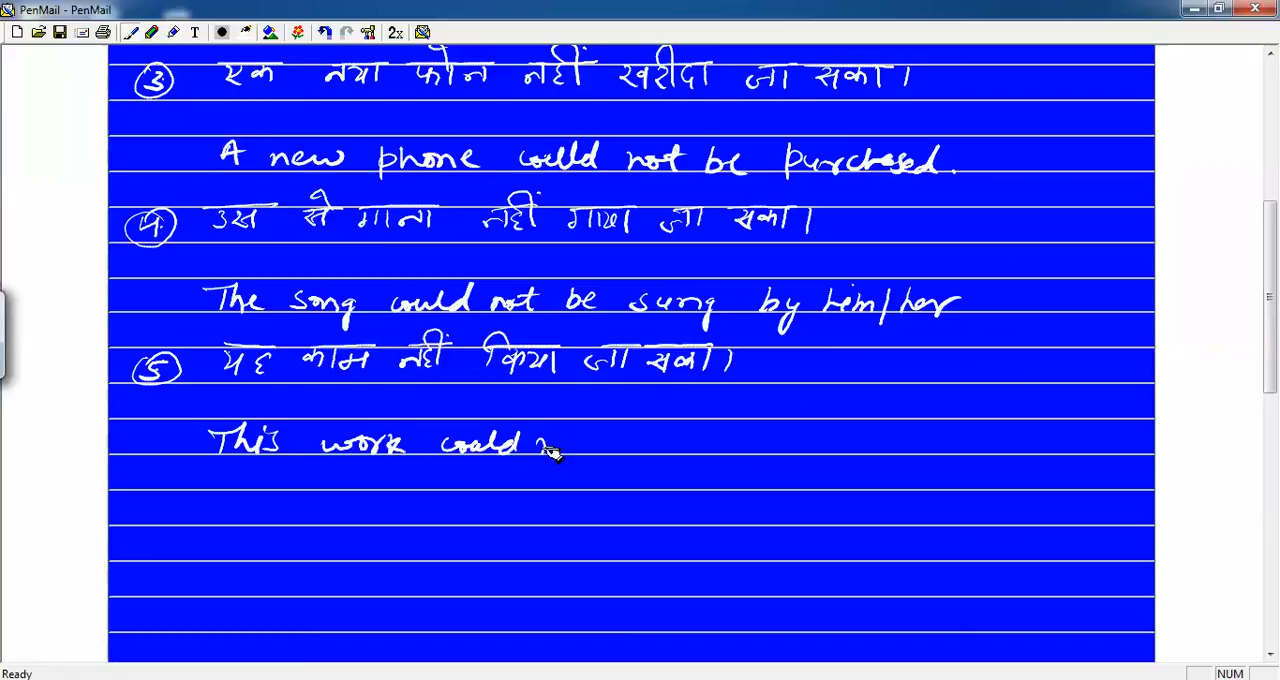 PenMail - PenMail
T 2x
3 एक नया फोन नहीं खरीदा जा सका।
A new phone could not be purchased.
4 उस से गाना नहीं गाया जा सका।
The song could not be sung by him/her
5 यह काम नहीं किया जा सका।
This work could
Ready NUM